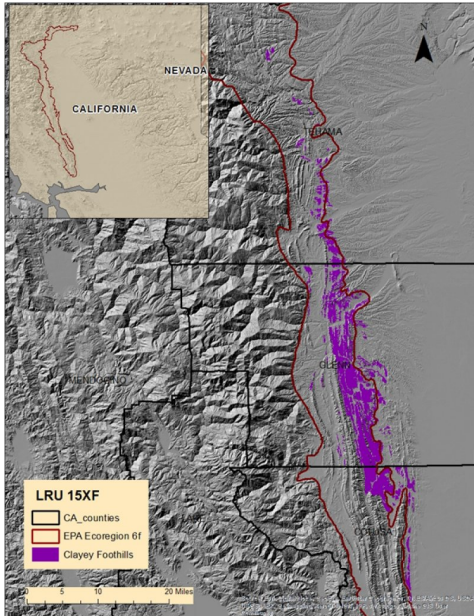 N
NEVADA
CALIFORNIA
TEHAMA
GLENN
MENDOCINO
COLUSA
LAKE
LRU 15XF
CA_counties
EPA Ecoregion 6f
Clayey Foothills
0 5 10 20 Miles